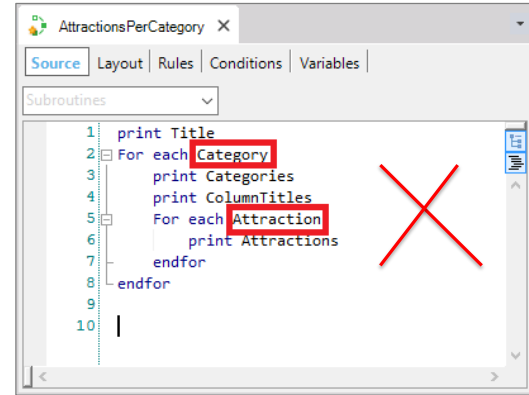 AttractionsPerCategory
Source Layout Rules Conditions Variables
Subroutines
1 print Title
2 For each Category
3 print Categories
4 print ColumnTitles
5 For each Attraction
6 print Attractions
7 endfor
8 endfor
9
10